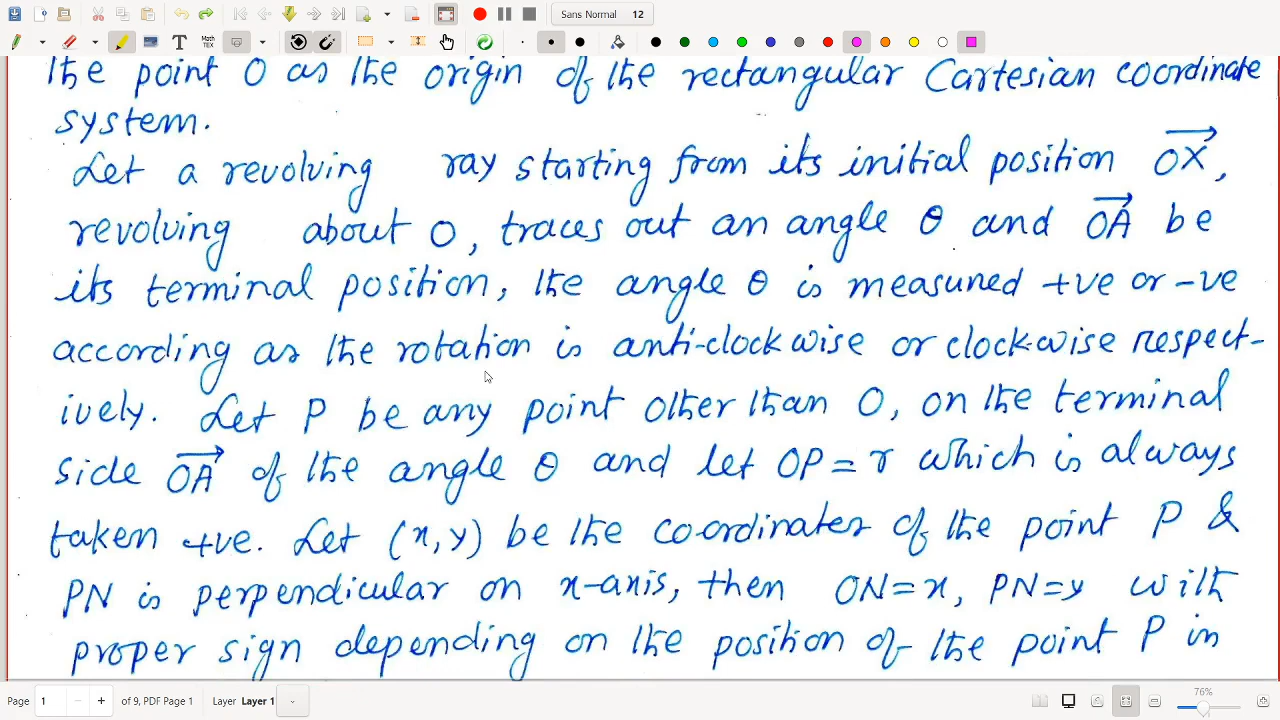 Sans Normal 12
MATH
TEX
the point O as the origin of the rectangular Cartesian coordinate
system.
Let a revolving ray starting from its initial position OX,
revolving about O, traces out an angle θ and OA be
its terminal position, the angle θ is measured +ve or -ve
according as the rotation is anti-clockwise or clockwise respect-
ively. Let P be any point other than O, on the terminal
side OA of the angle θ and let OP = r which is always
taken +ve. Let (x, y) be the coordinates of the point P &
PN is perpendicular on x-axis, then ON=x, PN=y with
proper sign depending on the position of the point P in
Page 1 of 9, PDF Page 1 Layer Layer 1 76%